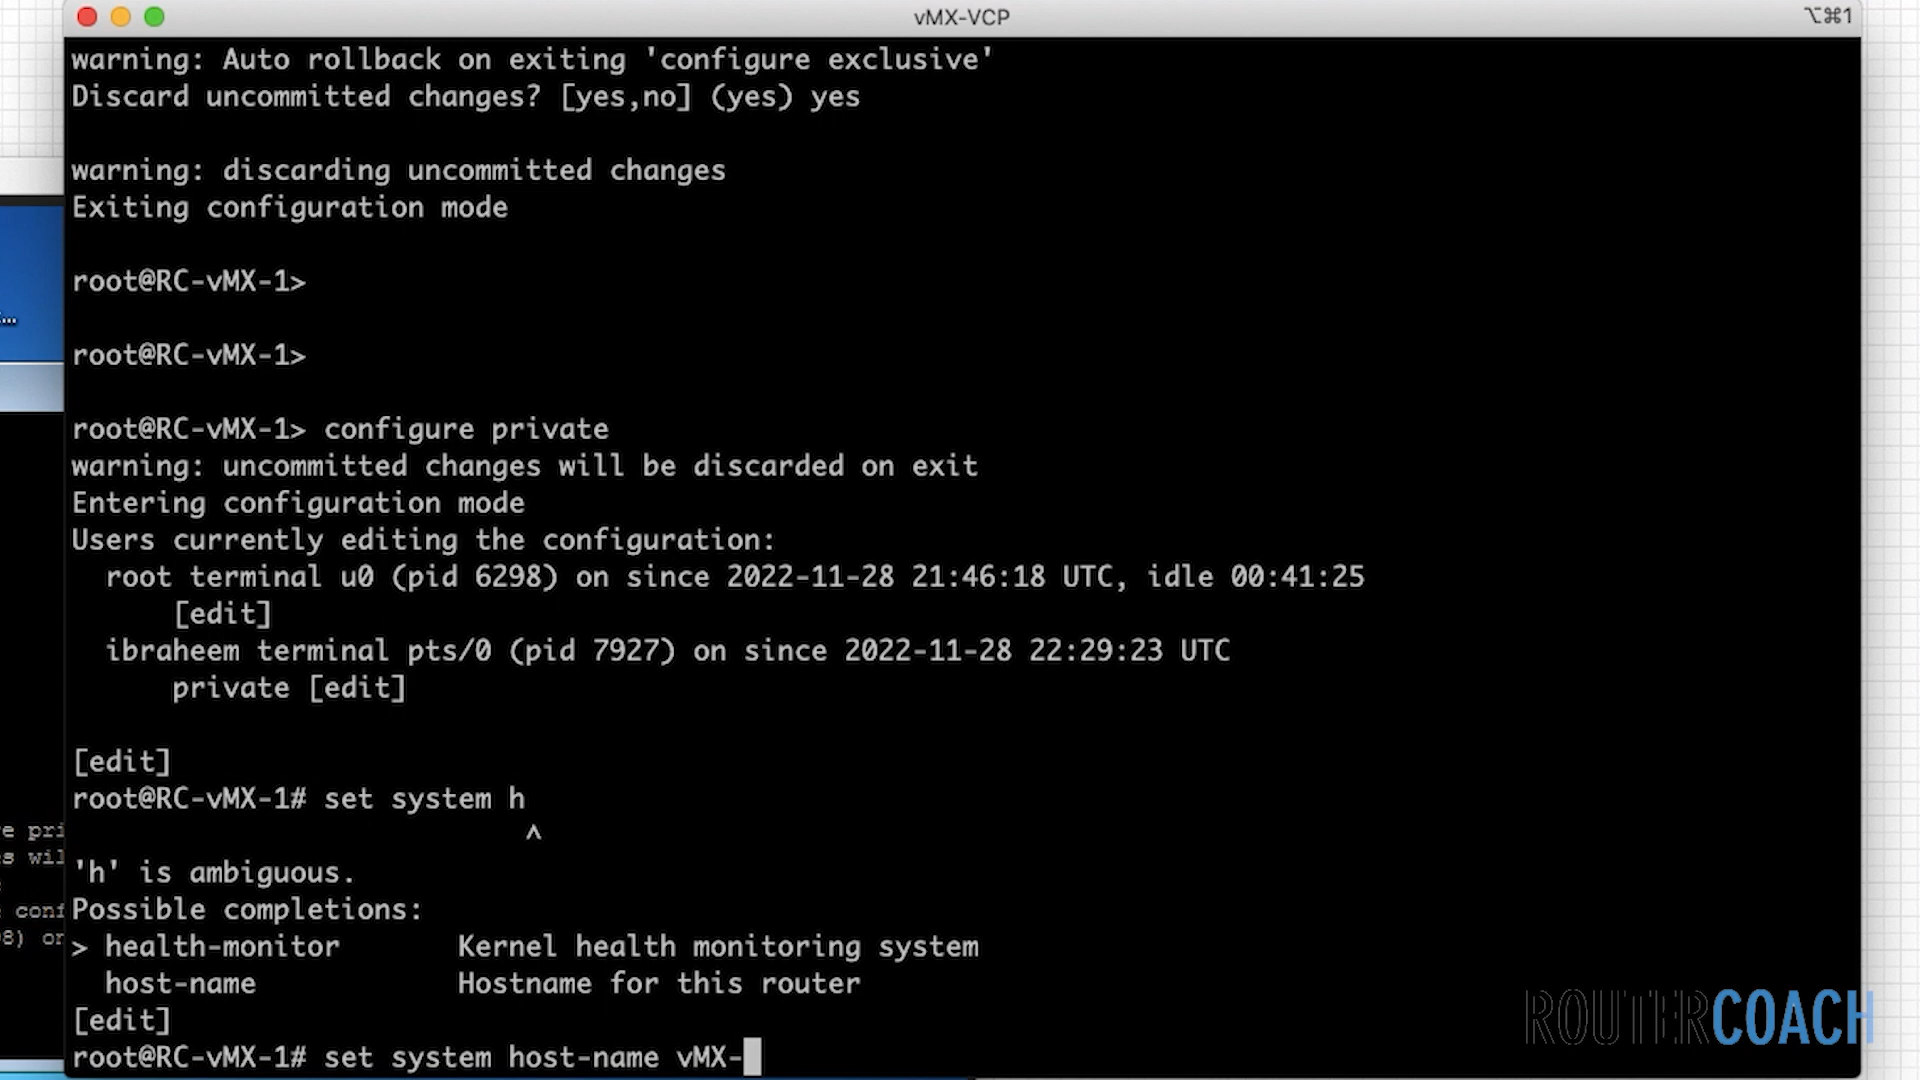 vMX-VCP
⌥⌘1
warning: Auto rollback on exiting 'configure exclusive'
Discard uncommitted changes? [yes,no] (yes) yes
warning: discarding uncommitted changes
Exiting configuration mode
root@RC-vMX-1>
root@RC-vMX-1>
root@RC-vMX-1> configure private
warning: uncommitted changes will be discarded on exit
Entering configuration mode
Users currently editing the configuration:
  root terminal u0 (pid 6298) on since 2022-11-28 21:46:18 UTC, idle 00:41:25
      [edit]
  ibraheem terminal pts/0 (pid 7927) on since 2022-11-28 22:29:23 UTC
      private [edit]
[edit]
root@RC-vMX-1# set system h
                           ^
'h' is ambiguous.
Possible completions:
> health-monitor       Kernel health monitoring system
  host-name            Hostname for this router
[edit]
root@RC-vMX-1# set system host-name vMX-
e pri
s wil
conf
8) on
ROUTERCOACH